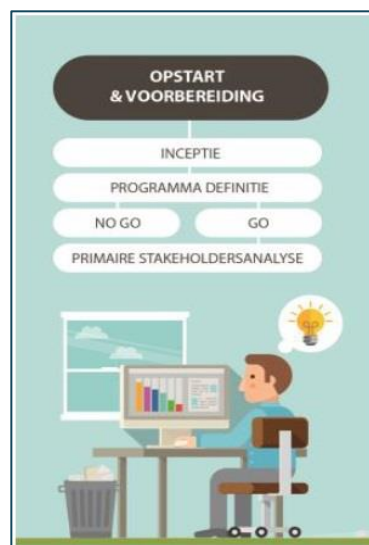 OPSTART
& VOORBEREIDING
INCEPTIE
PROGRAMMA DEFINITIE
NO GO
GO
PRIMAIRE STAKEHOLDERSANALYSE